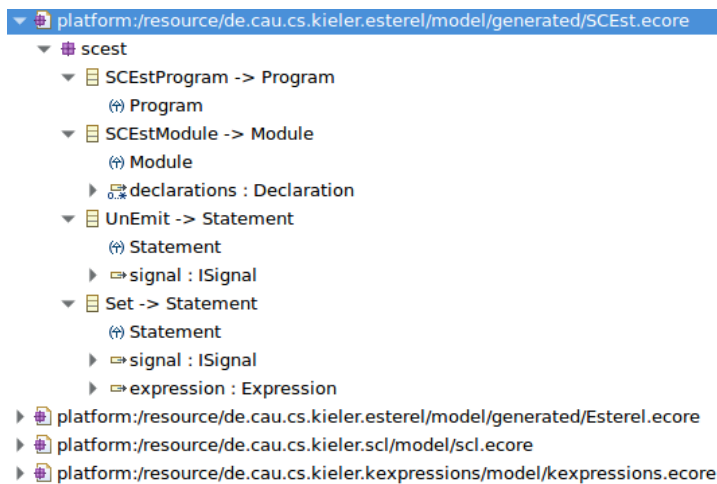 platform:/resource/de.cau.cs.kieler.esterel/model/generated/SCEst.ecore
scest
SCEstProgram -> Program
Program
SCEstModule -> Module
Module
0..* declarations : Declaration
UnEmit -> Statement
Statement
signal : ISignal
Set -> Statement
Statement
signal : ISignal
expression : Expression
platform:/resource/de.cau.cs.kieler.esterel/model/generated/Esterel.ecore
platform:/resource/de.cau.cs.kieler.scl/model/scl.ecore
platform:/resource/de.cau.cs.kieler.kexpressions/model/kexpressions.ecore